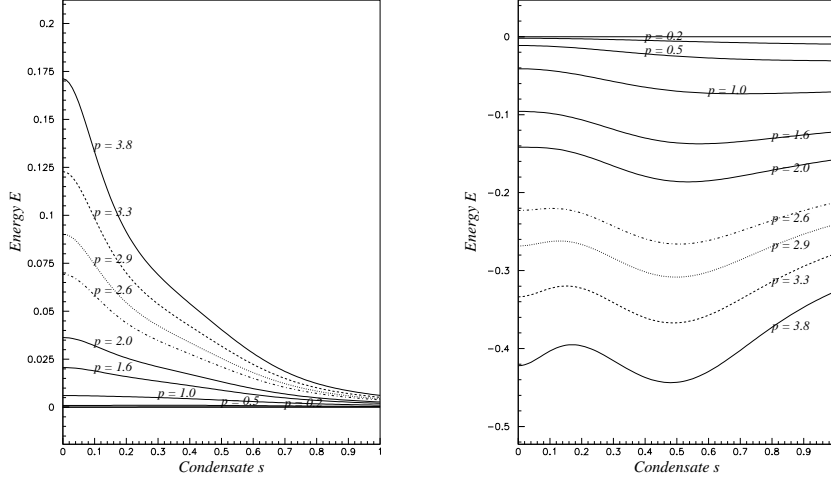 0.2
0.175
0.15
0.125
0.1
0.075
0.05
0.025
0
Energy E
p = 3.8
p = 3.3
p = 2.9
p = 2.6
p = 2.0
p = 1.6
p = 1.0
p = 0.5
p = 0.2
0 0.1 0.2 0.3 0.4 0.5 0.6 0.7 0.8 0.9 1
Condensate s
0
−0.1
−0.2
−0.3
−0.4
−0.5
Energy E
p = 0.2
p = 0.5
p = 1.0
p = 1.6
p = 2.0
p = 2.6
p = 2.9
p = 3.3
p = 3.8
0 0.1 0.2 0.3 0.4 0.5 0.6 0.7 0.8 0.9
Condensate s